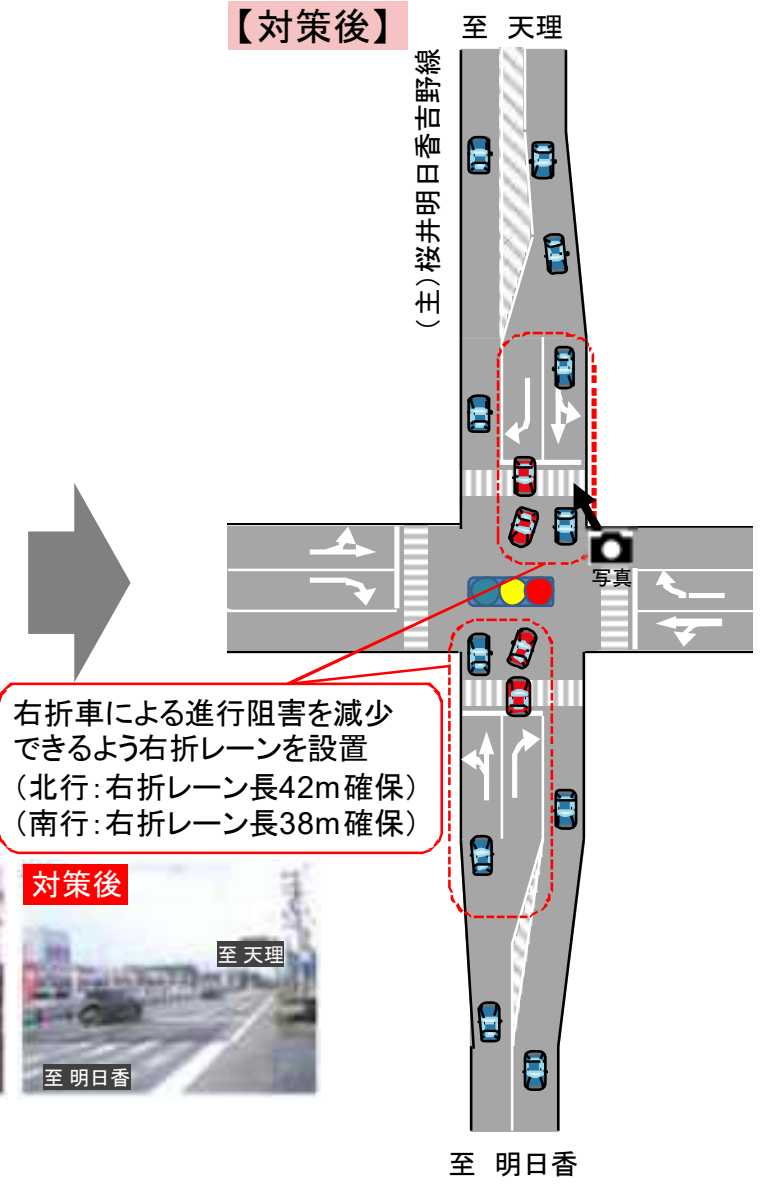 【対策後】
至 天理
(主)桜井明日香吉野線
写真
右折車による進行阻害を減少
できるよう右折レーンを設置
(北行:右折レーン長42m確保)
(南行:右折レーン長38m確保)
対策後
至 天理
至 明日香
至 明日香